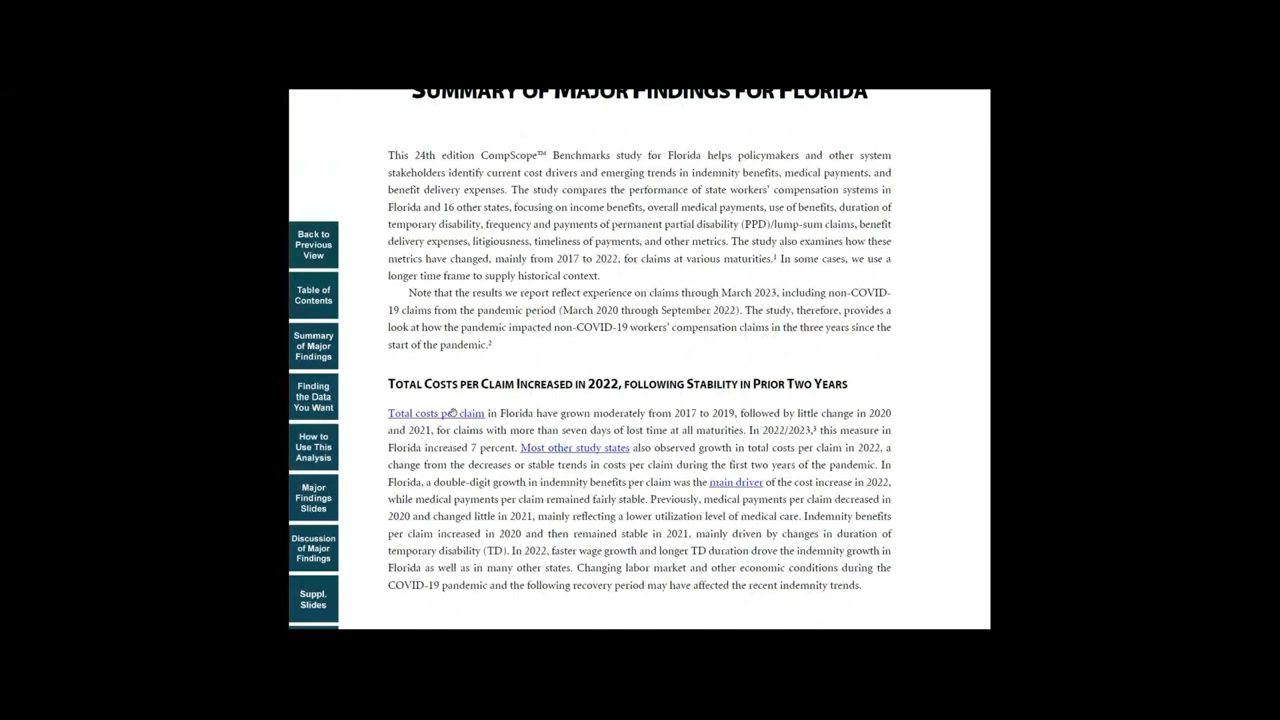 SUMMARY OF MAJOR FINDINGS FOR FLORIDA
This 24th edition CompScope™ Benchmarks study for Florida helps policymakers and other system
stakeholders identify current cost drivers and emerging trends in indemnity benefits, medical payments, and
benefit delivery expenses. The study compares the performance of state workers' compensation systems in
Florida and 16 other states, focusing on income benefits, overall medical payments, use of benefits, duration of
temporary disability, frequency and payments of permanent partial disability (PPD)/lump-sum claims, benefit
delivery expenses, litigiousness, timeliness of payments, and other metrics. The study also examines how these
metrics have changed, mainly from 2017 to 2022, for claims at various maturities.¹ In some cases, we use a
longer time frame to supply historical context.
Note that the results we report reflect experience on claims through March 2023, including non-COVID-
19 claims from the pandemic period (March 2020 through September 2022). The study, therefore, provides a
look at how the pandemic impacted non-COVID-19 workers' compensation claims in the three years since the
start of the pandemic.²
TOTAL COSTS PER CLAIM INCREASED IN 2022, FOLLOWING STABILITY IN PRIOR TWO YEARS
Total costs per claim in Florida have grown moderately from 2017 to 2019, followed by little change in 2020
and 2021, for claims with more than seven days of lost time at all maturities. In 2022/2023,³ this measure in
Florida increased 7 percent. Most other study states also observed growth in total costs per claim in 2022, a
change from the decreases or stable trends in costs per claim during the first two years of the pandemic. In
Florida, a double-digit growth in indemnity benefits per claim was the main driver of the cost increase in 2022,
while medical payments per claim remained fairly stable. Previously, medical payments per claim decreased in
2020 and changed little in 2021, mainly reflecting a lower utilization level of medical care. Indemnity benefits
per claim increased in 2020 and then remained stable in 2021, mainly driven by changes in duration of
temporary disability (TD). In 2022, faster wage growth and longer TD duration drove the indemnity growth in
Florida as well as in many other states. Changing labor market and other economic conditions during the
COVID-19 pandemic and the following recovery period may have affected the recent indemnity trends.
Back to
Previous
View
Table of
Contents
Summary
of Major
Findings
Finding
the Data
You Want
How to
Use This
Analysis
Major
Findings
Slides
Discussion
of Major
Findings
Suppl.
Slides